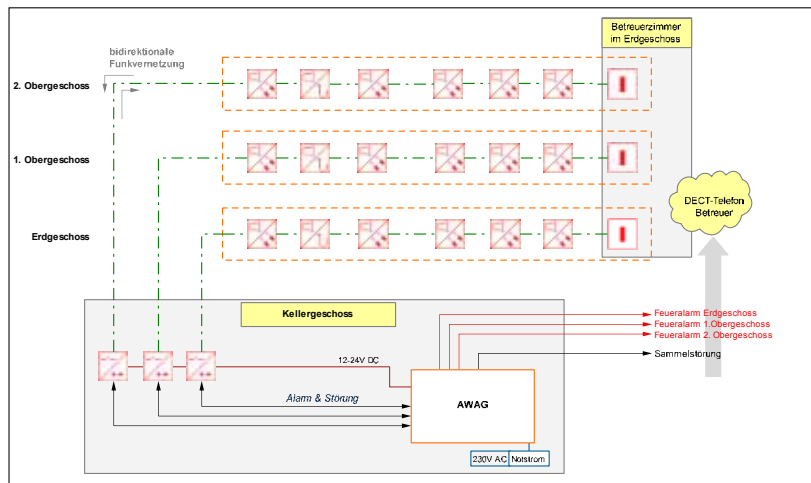 Betreuerzimmer
im Erdgeschoss
bidirektionale
Funkvernetzung
2. Obergeschoss
1. Obergeschoss
DECT-Telefon
Betreuer
Erdgeschoss
Kellergeschoss
Feueralarm Erdgeschoss
Feueralarm 1.Obergeschoss
Feueralarm 2. Obergeschoss
Sammelstörung
12-24V DC
Alarm & Störung
AWAG
230V AC
Notstrom